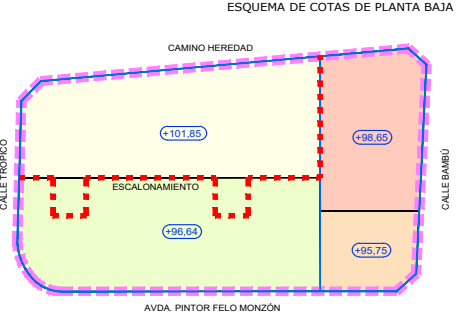 ESQUEMA DE COTAS DE PLANTA BAJA
CAMINO HEREDAD
+101,85
+98,65
CALLE TROPICO
CALLE BAMBÚ
ESCALONAMIENTO
+96,64
+95,75
AVDA. PINTOR FELO MONZÓN